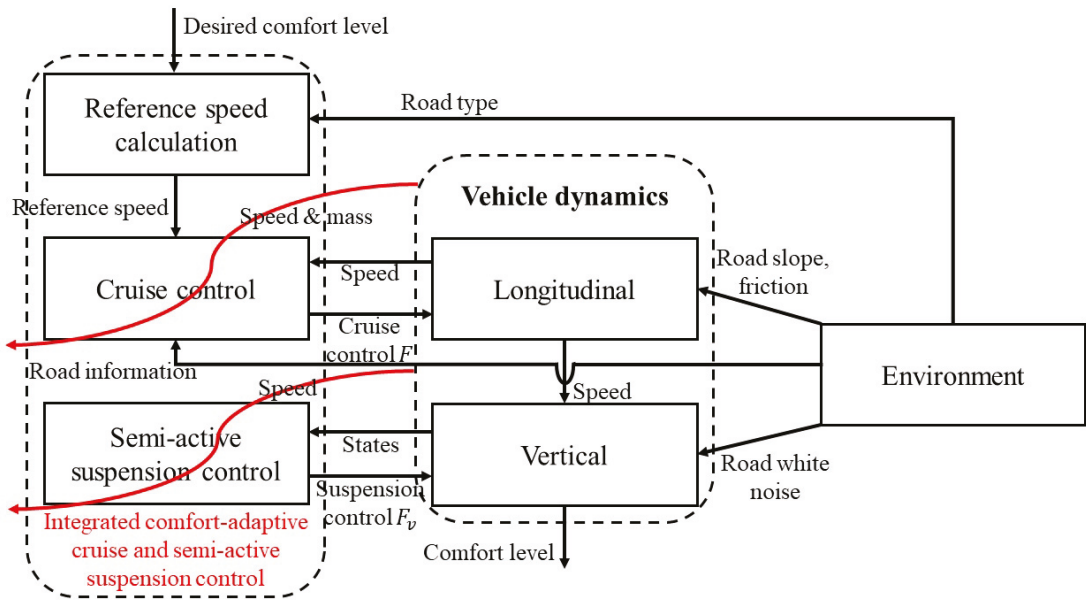 Desired comfort level
Reference speed
calculation
Road type
Reference speed
Speed & mass
Vehicle dynamics
Cruise control
Speed
Longitudinal
Road slope,
friction
Cruise
control F
Road information
Environment
Speed
Speed
Semi-active
suspension control
States
Vertical
Suspension
control Fᵥ
Road white
noise
Integrated comfort-adaptive
cruise and semi-active
suspension control
Comfort level